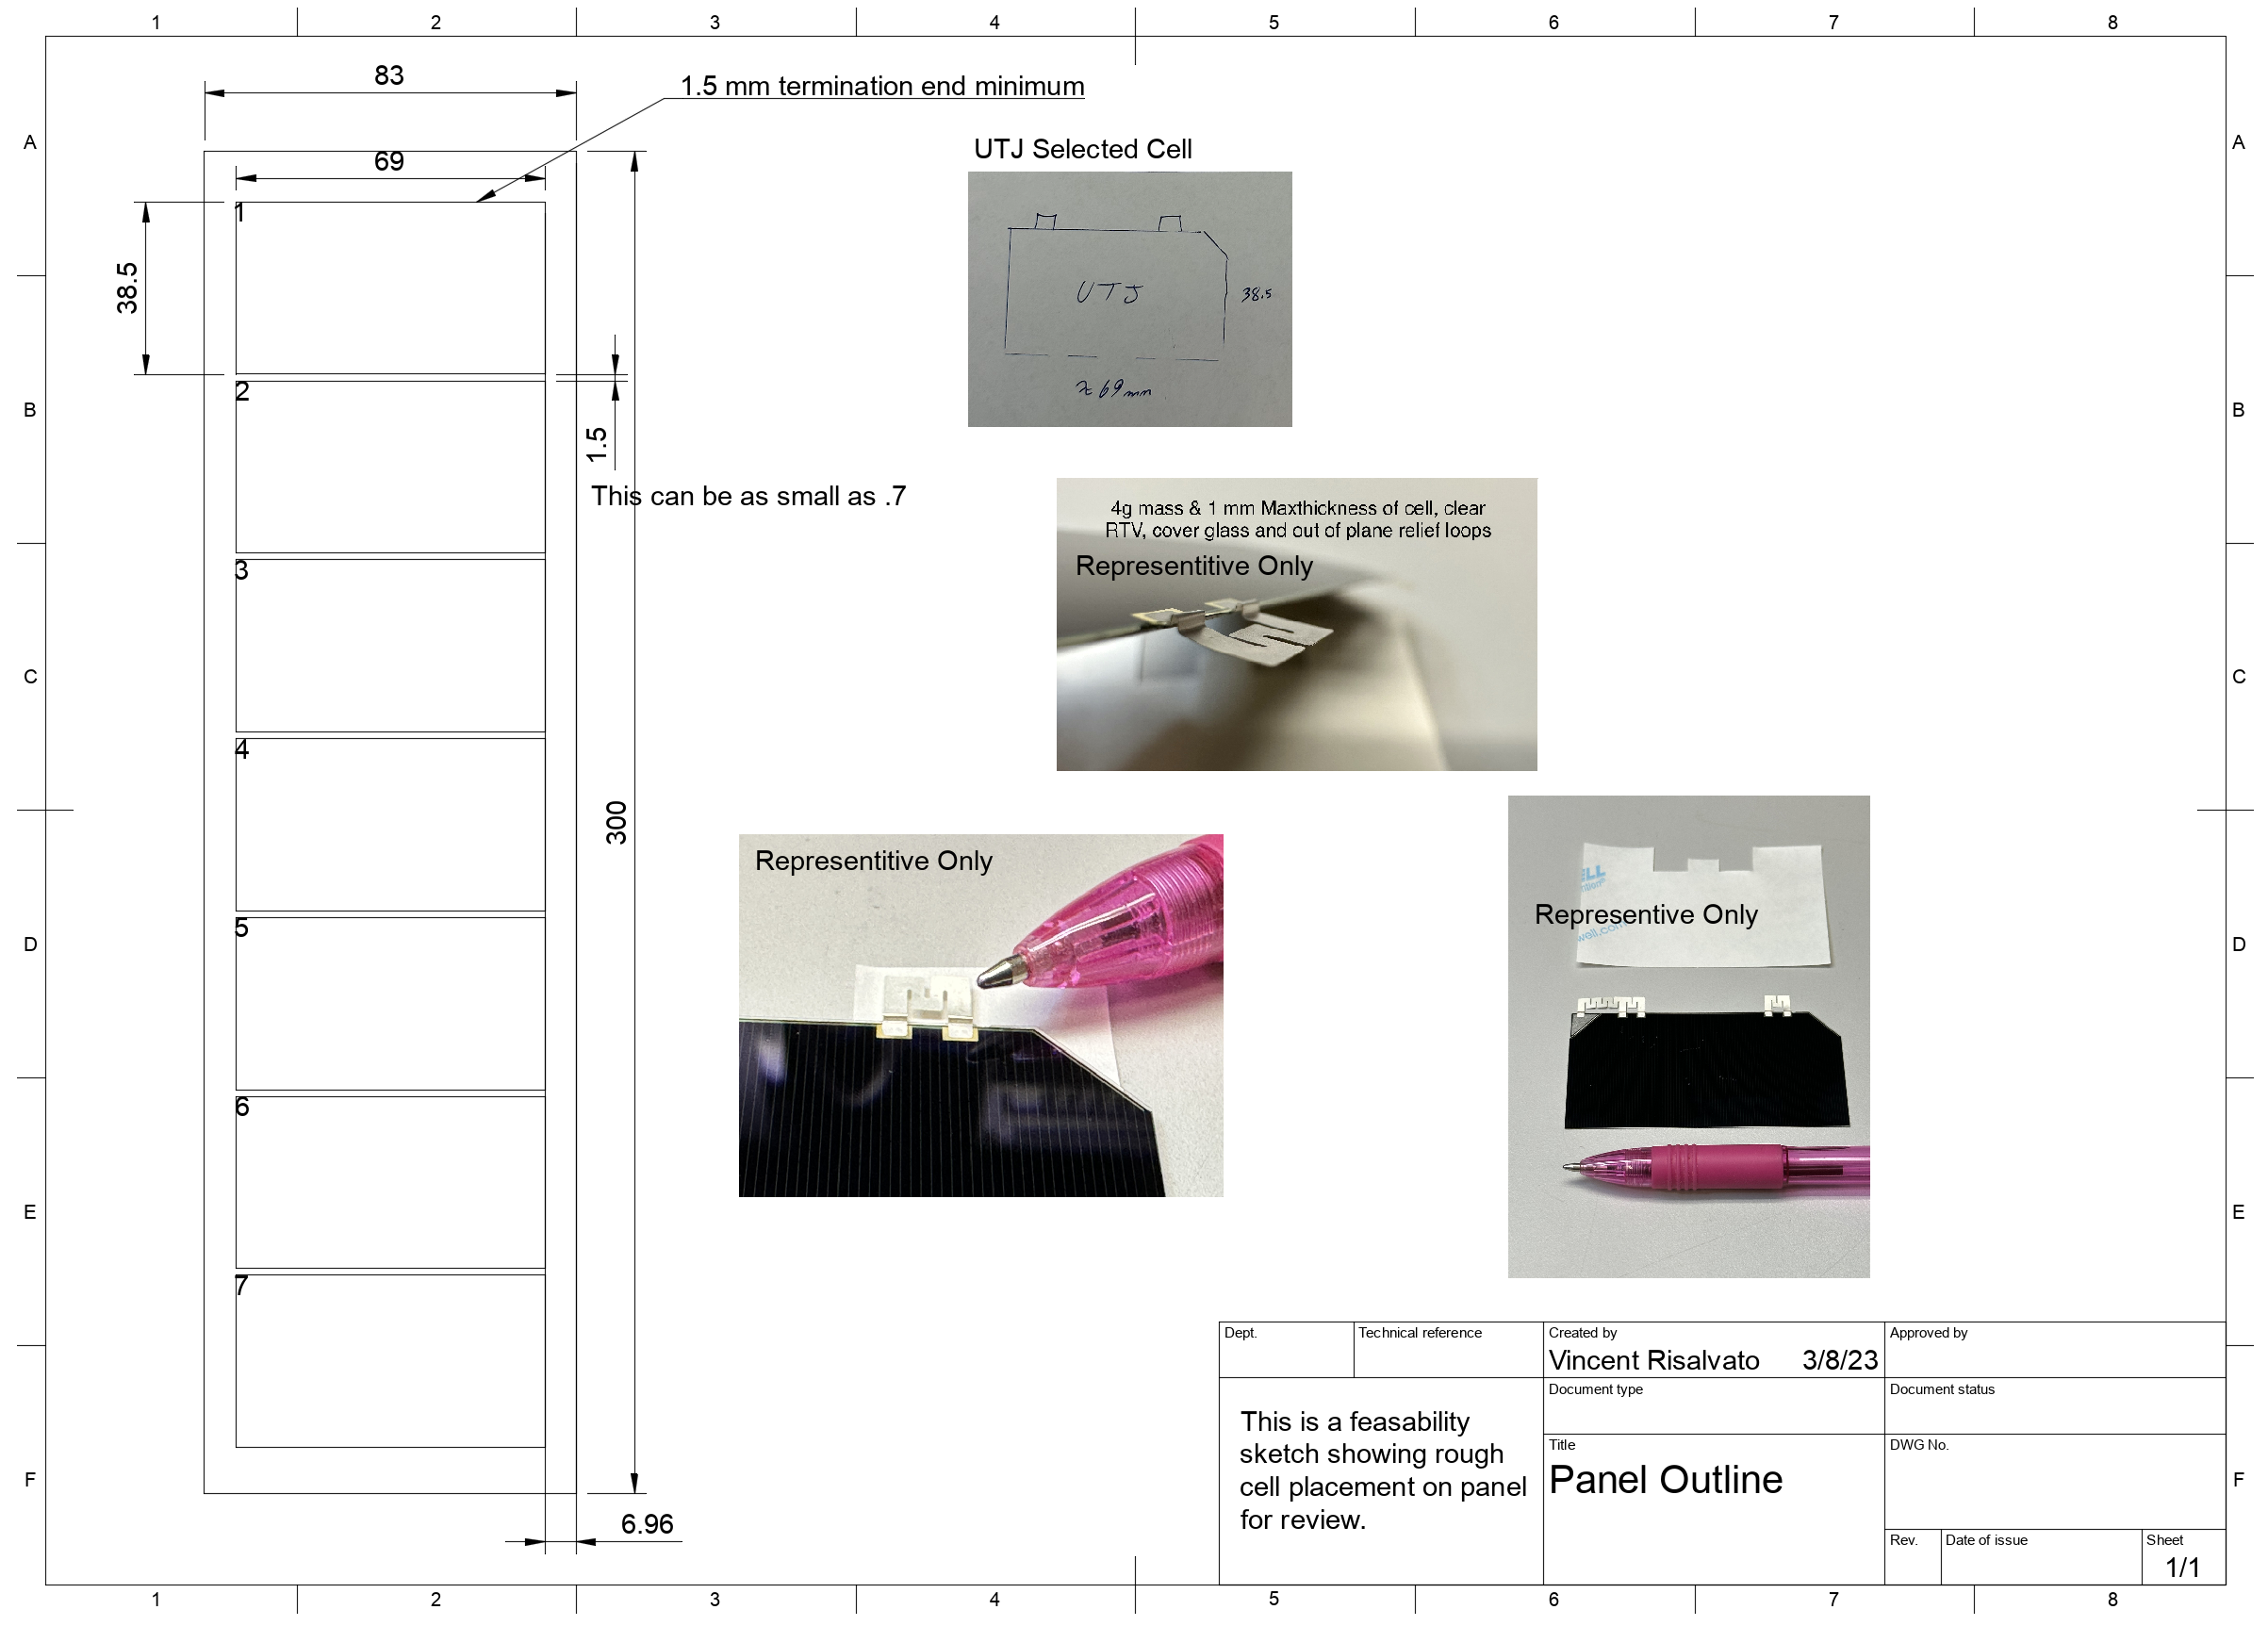 1 2 3 4 5 6 7 8
A A
B B
C C
D D
E E
F F
83
1.5 mm termination end minimum
69
38.5
1
2
3
4
5
6
7
1.5
This can be as small as .7
300
6.96
UTJ Selected Cell
UTJ
38.5
≈ 69mm
4g mass & 1 mm Maxthickness of cell, clear
RTV, cover glass and out of plane relief loops
Representitive Only
Representitive Only
ELL
Representive Only
well.com
Dept.
Technical reference
Created by
Vincent Risalvato 3/8/23
Approved by
This is a feasability
sketch showing rough
cell placement on panel
for review.
Document type
Document status
Title
Panel Outline
DWG No.
Rev.
Date of issue
Sheet
1/1
1 2 3 4 5 6 7 8